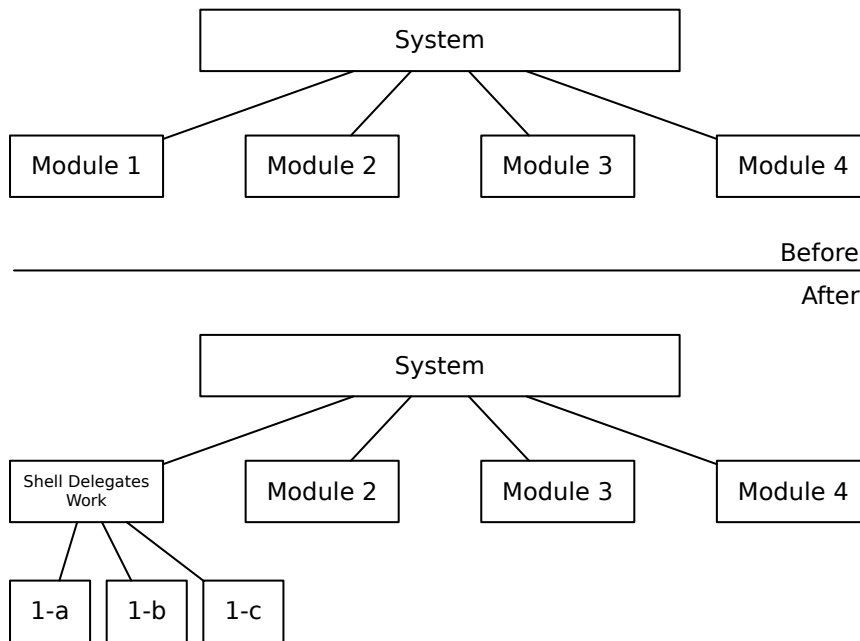 System
Module 1
Module 2
Module 3
Module 4
Before
After
System
Shell Delegates
Work
Module 2
Module 3
Module 4
1-a
1-b
1-c